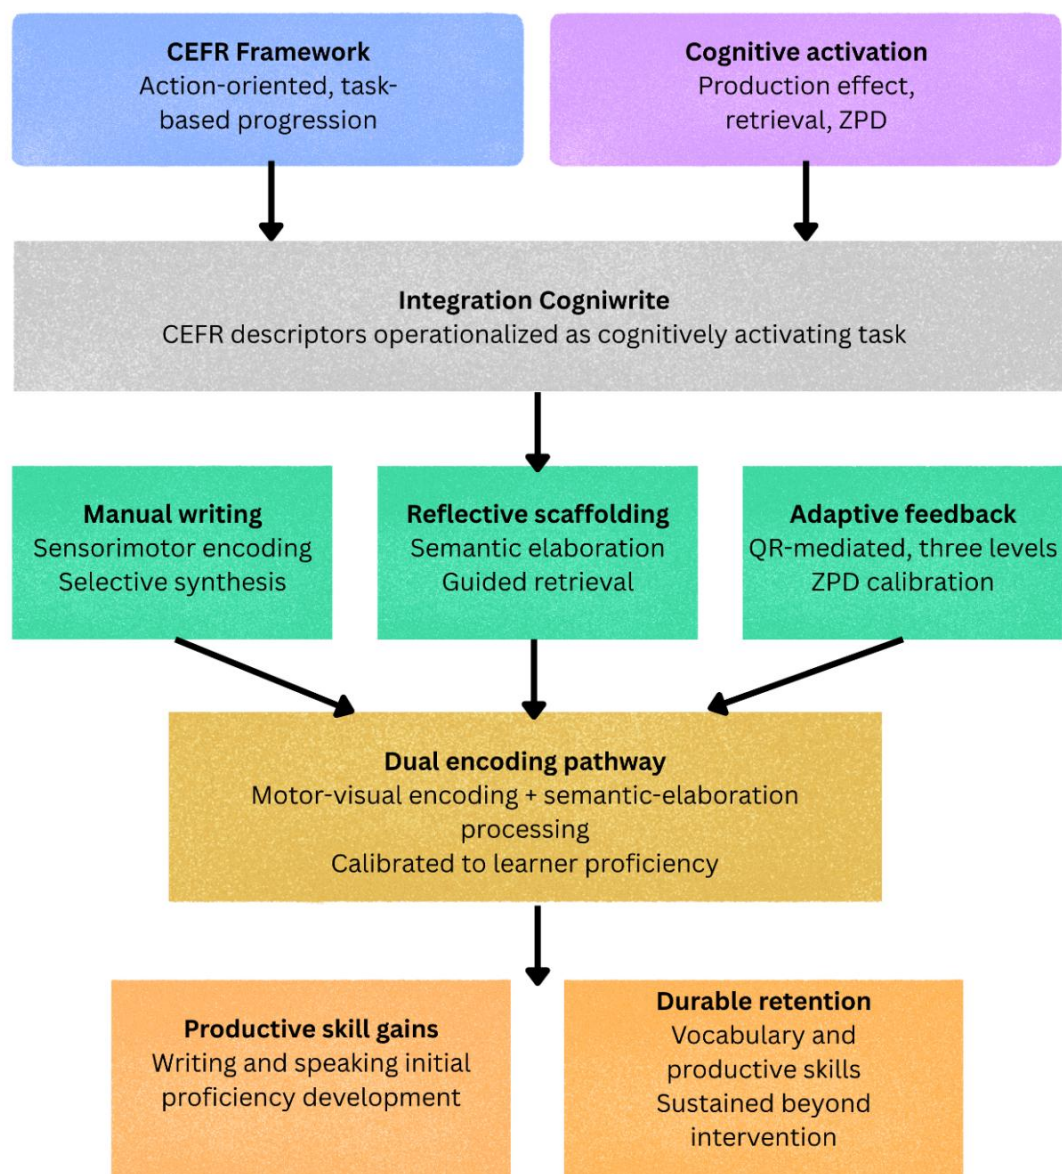 CEFR Framework
Action-oriented, task-
based progression
Cognitive activation
Production effect,
retrieval, ZPD
Integration Cogniwrite
CEFR descriptors operationalized as cognitively activating task
Manual writing
Sensorimotor encoding
Selective synthesis
Reflective scaffolding
Semantic elaboration
Guided retrieval
Adaptive feedback
QR-mediated, three levels
ZPD calibration
Dual encoding pathway
Motor-visual encoding + semantic-elaboration
processing
Calibrated to learner proficiency
Productive skill gains
Writing and speaking initial
proficiency development
Durable retention
Vocabulary and
productive skills
Sustained beyond
intervention